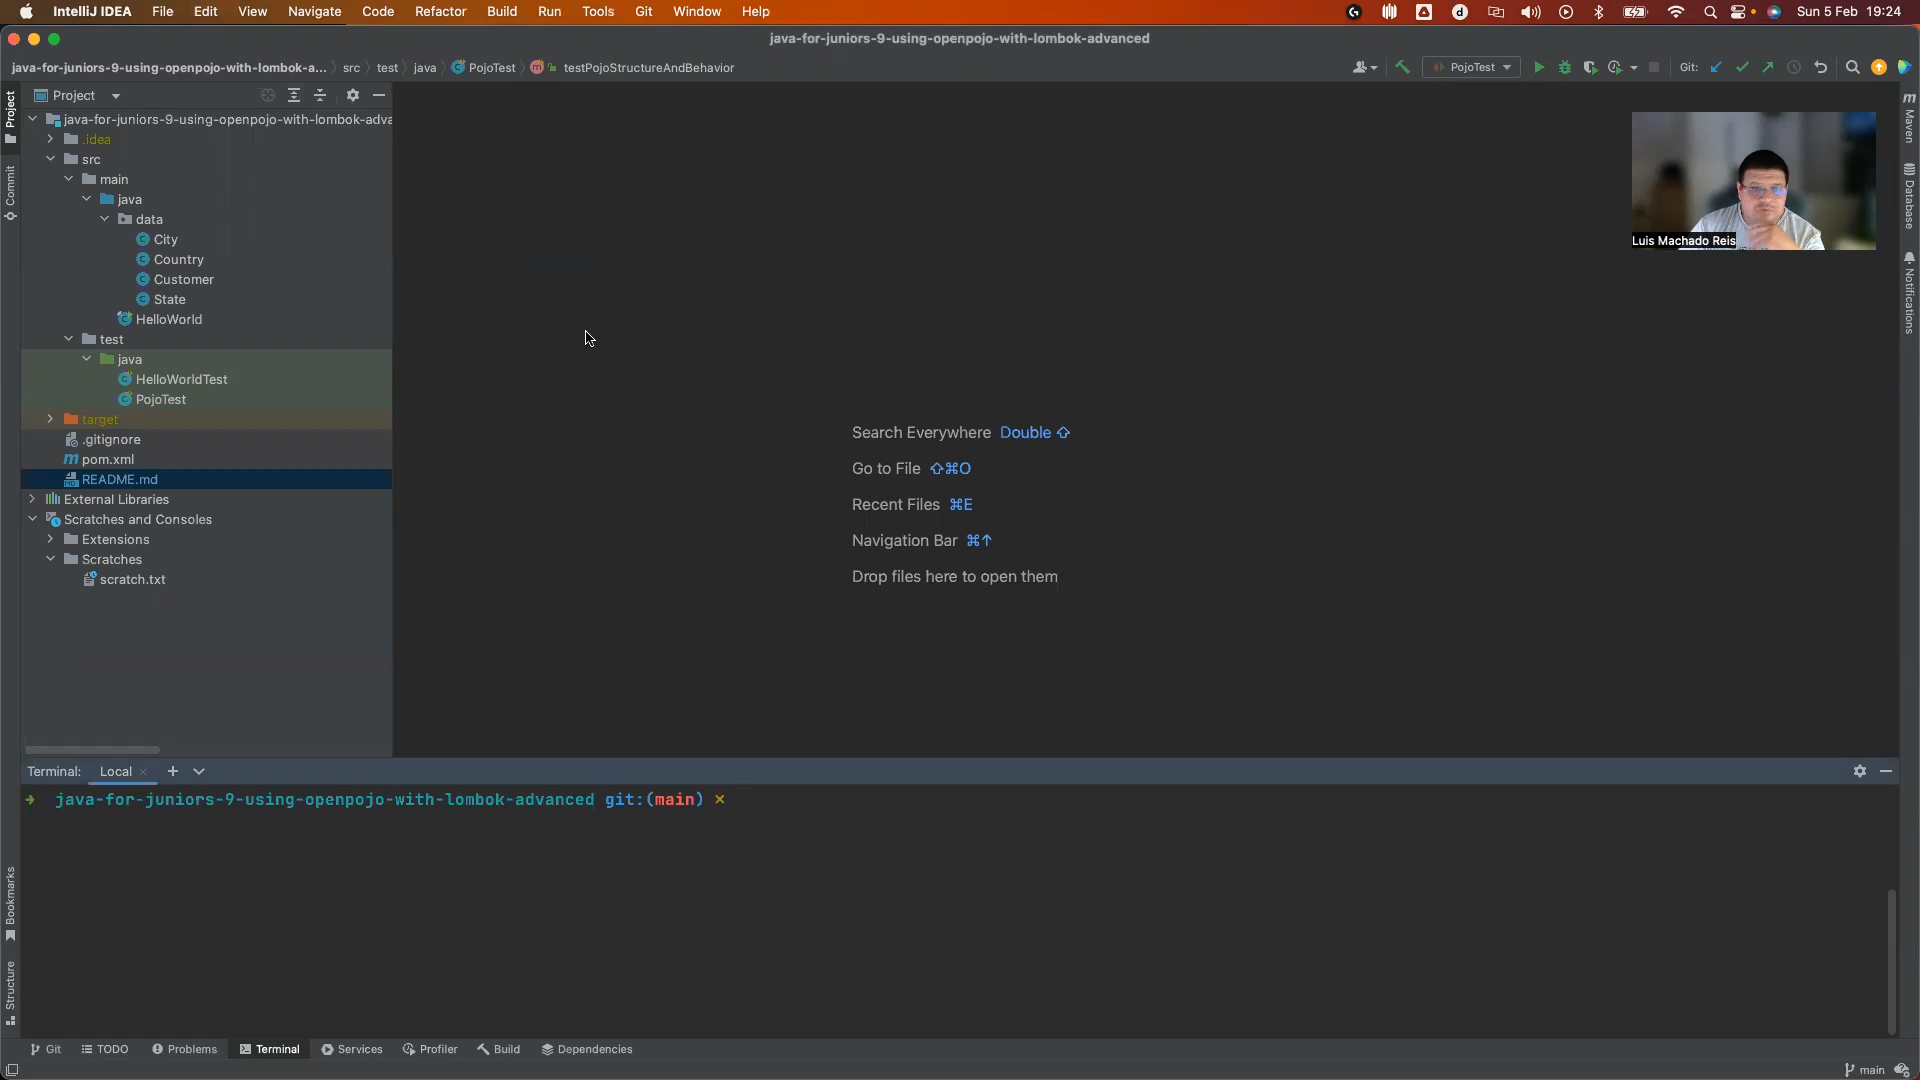 IntelliJ IDEA File Edit View Navigate Code Refactor Build Run Tools Git Window Help Sun 5 Feb 19:24
java-for-juniors-9-using-openpojo-with-lombok-advanced
java-for-juniors-9-using-openpojo-with-lombok-a... src test java PojoTest testPojoStructureAndBehavior PojoTest Git:
Project
Project
Commit
Bookmarks
Structure
java-for-juniors-9-using-openpojo-with-lombok-adva
.idea
src
main
java
data
City
Country
Customer
State
HelloWorld
test
java
HelloWorldTest
PojoTest
target
.gitignore
pom.xml
README.md
External Libraries
Scratches and Consoles
Extensions
Scratches
scratch.txt
Search Everywhere Double ⇧
Go to File ⇧⌘O
Recent Files ⌘E
Navigation Bar ⌘↑
Drop files here to open them
Luis Machado Reis
Maven
Database
Notifications
Terminal: Local × +
➜ java-for-juniors-9-using-openpojo-with-lombok-advanced git:(main) ✗
Git TODO Problems Terminal Services Profiler Build Dependencies
main